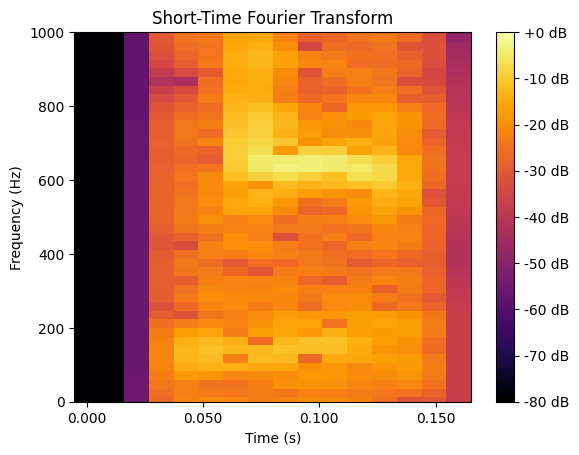 Short-Time Fourier Transform
1000
800
600
400
200
0
Frequency (Hz)
0.000
0.050
0.100
0.150
Time (s)
+0 dB
-10 dB
-20 dB
-30 dB
-40 dB
-50 dB
-60 dB
-70 dB
-80 dB